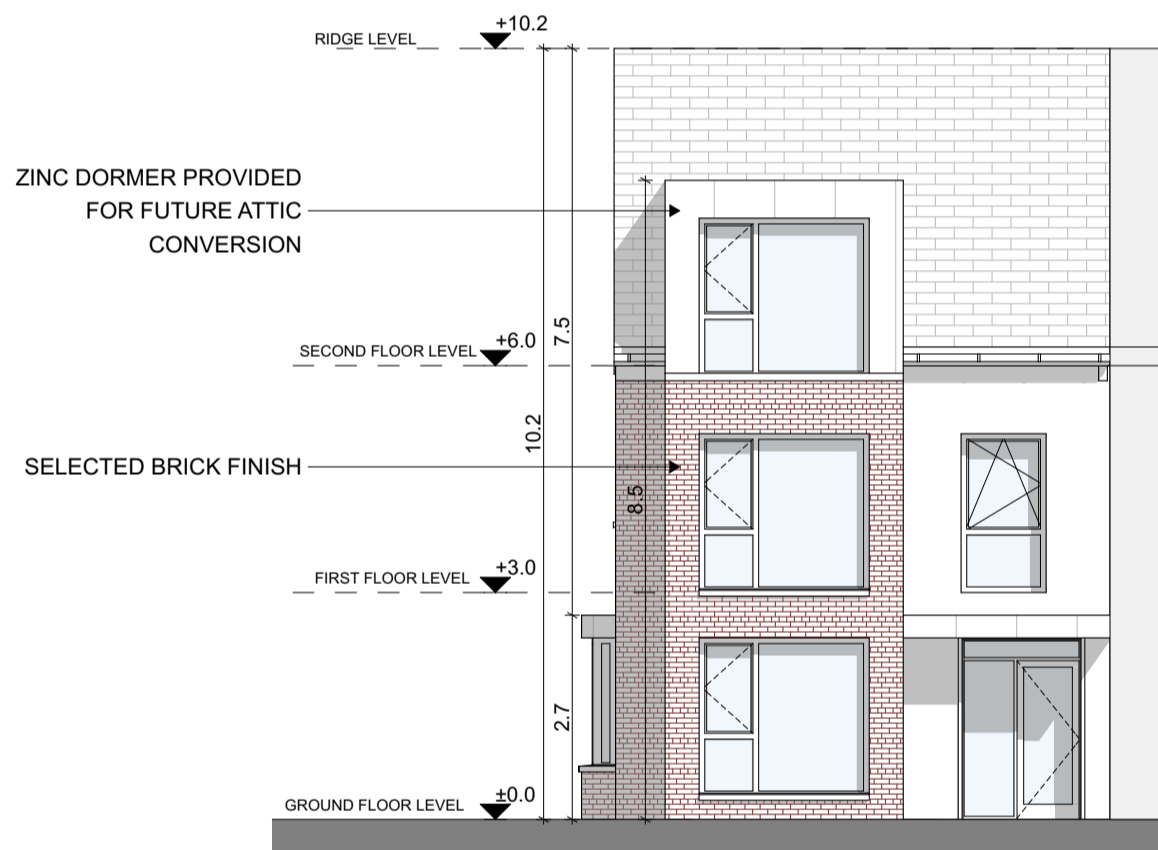 +10.2
RIDGE LEVEL
ZINC DORMER PROVIDED
FOR FUTURE ATTIC
CONVERSION
7.5
+6.0
SECOND FLOOR LEVEL
10.2
SELECTED BRICK FINISH
8.5
+3.0
FIRST FLOOR LEVEL
2.7
±0.0
GROUND FLOOR LEVEL